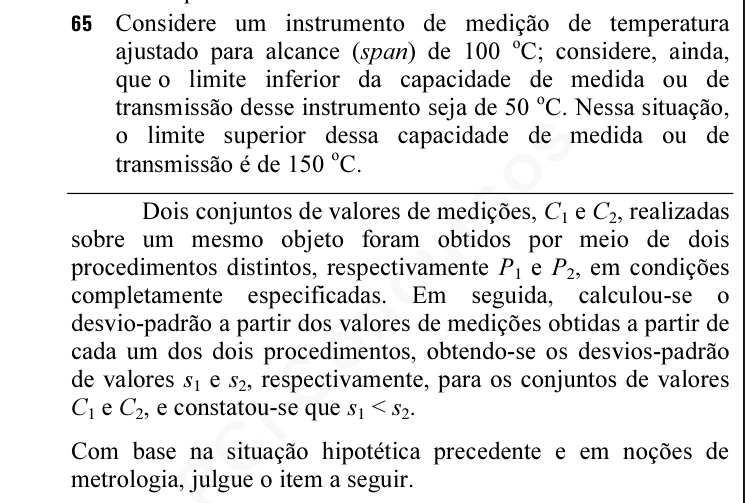 65 Considere um instrumento de medição de temperatura
ajustado para alcance (span) de 100 ºC; considere, ainda,
que o limite inferior da capacidade de medida ou de
transmissão desse instrumento seja de 50 ºC. Nessa situação,
o limite superior dessa capacidade de medida ou de
transmissão é de 150 ºC.
Dois conjuntos de valores de medições, C1 e C2, realizadas
sobre um mesmo objeto foram obtidos por meio de dois
procedimentos distintos, respectivamente P1 e P2, em condições
completamente especificadas. Em seguida, calculou-se o
desvio-padrão a partir dos valores de medições obtidas a partir de
cada um dos dois procedimentos, obtendo-se os desvios-padrão
de valores s1 e s2, respectivamente, para os conjuntos de valores
C1 e C2, e constatou-se que s1 < s2.
Com base na situação hipotética precedente e em noções de
metrologia, julgue o item a seguir.